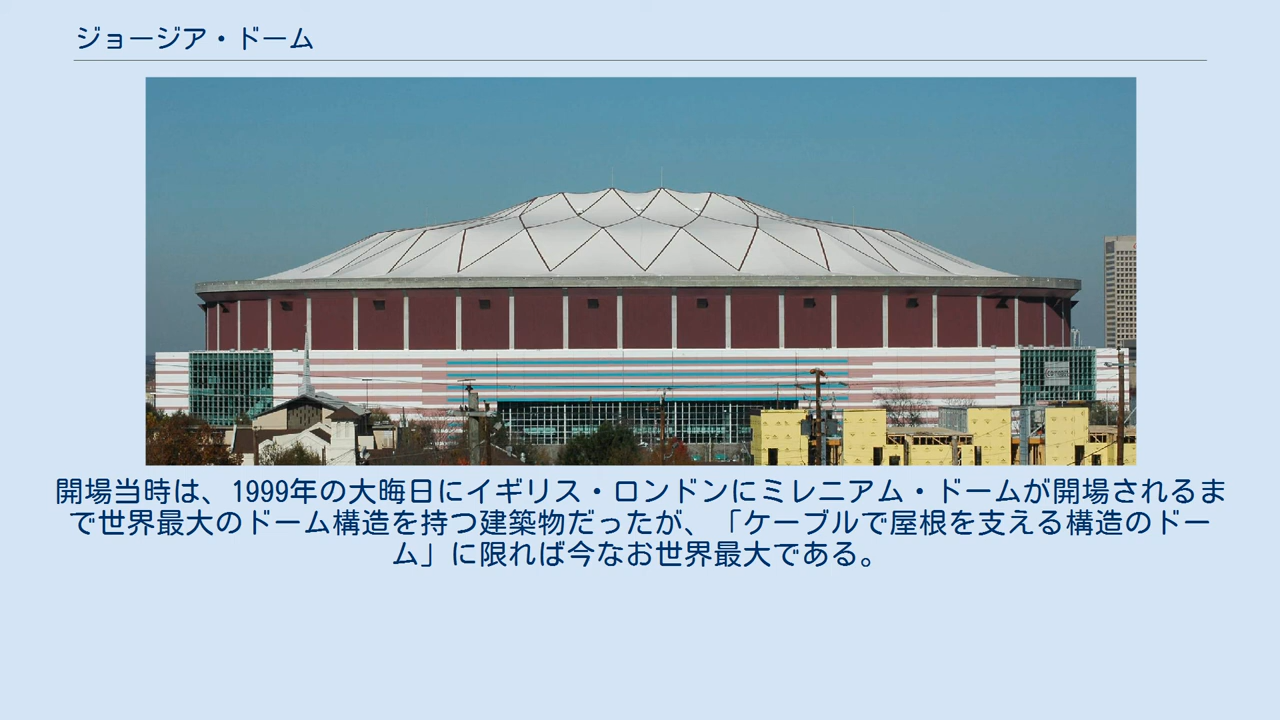 ジョージア・ドーム
開場当時は、1999年の大晦日にイギリス・ロンドンにミレニアム・ドームが開場されるま
で世界最大のドーム構造を持つ建築物だったが、「ケーブルで屋根を支える構造のドー
ム」に限れば今なお世界最大である。